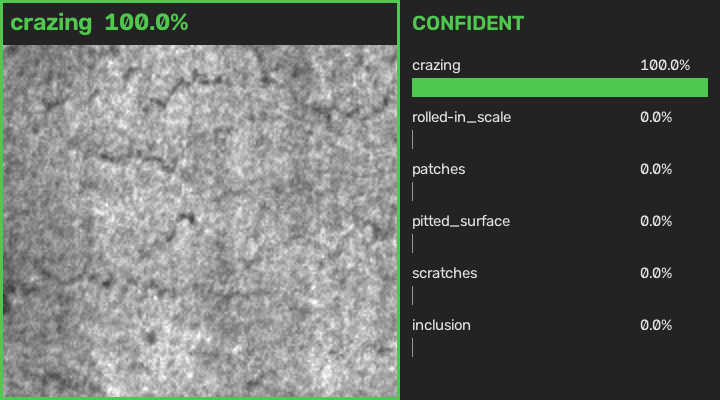 crazing 100.0%
CONFIDENT
crazing 100.0%
rolled-in_scale 0.0%
patches 0.0%
pitted_surface 0.0%
scratches 0.0%
inclusion 0.0%